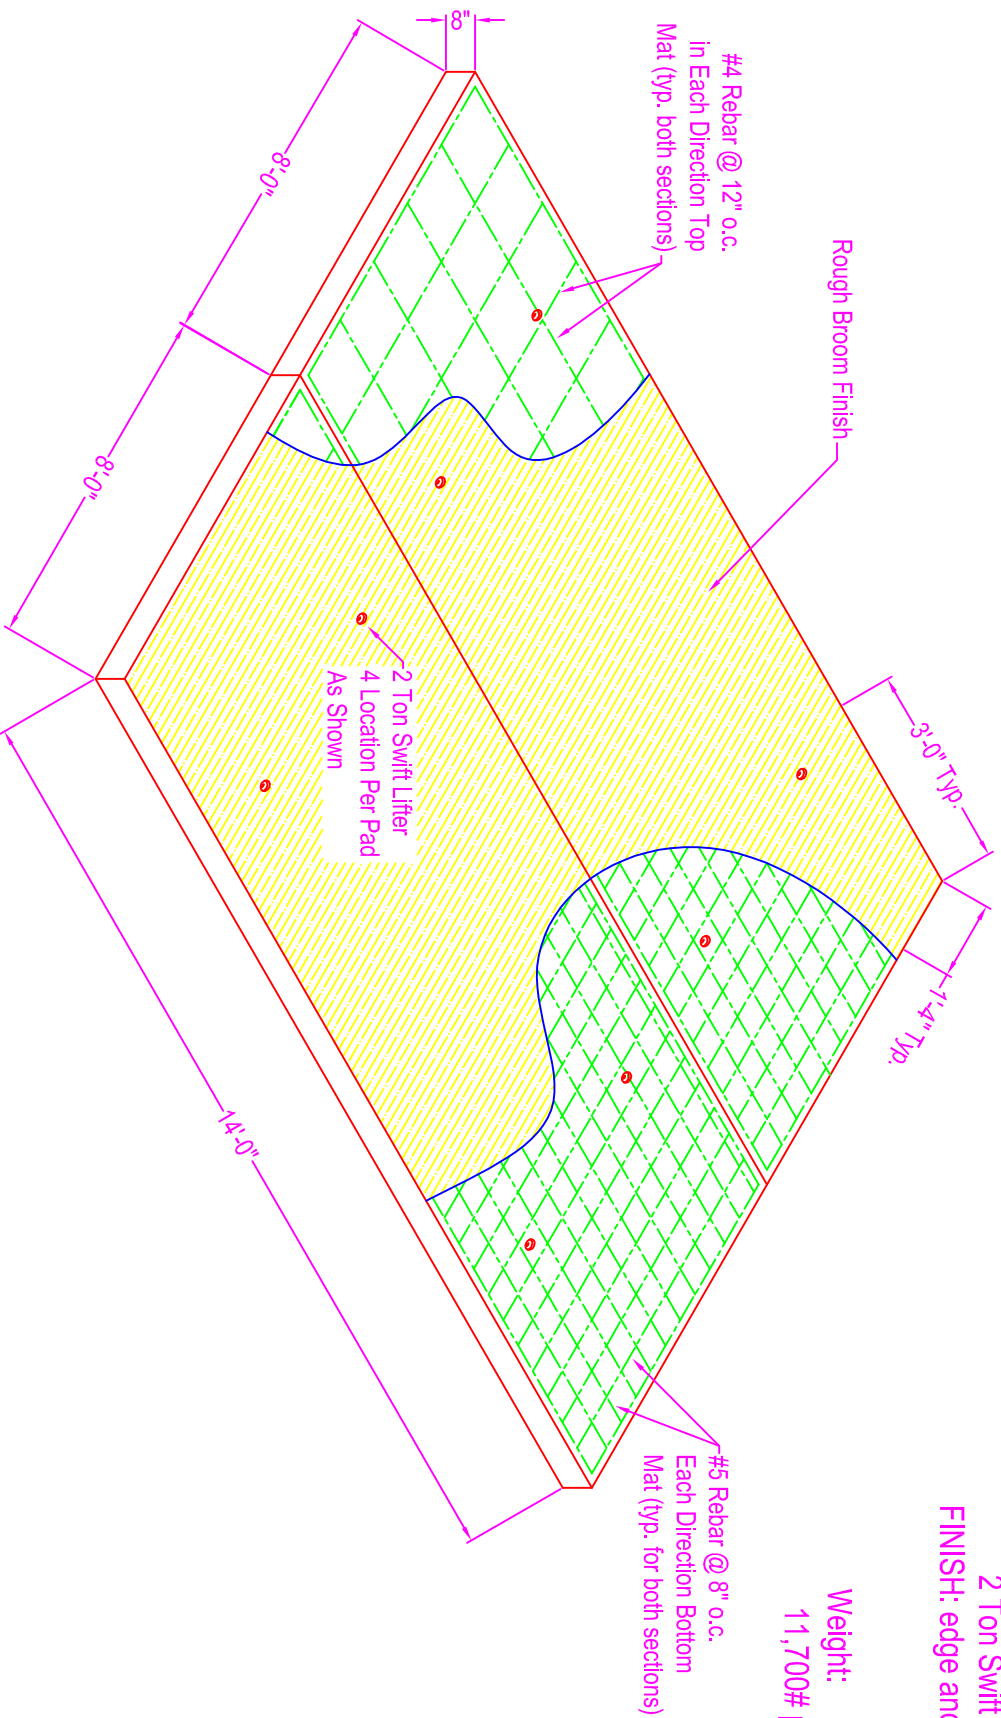 8"
8'-0"
8'-0"
14'-0"
#4 Rebar @ 12" o.c.
in Each Direction Top
Mat (typ. both sections)
Rough Broom Finish
3'-0" Typ.
1'-4" Typ.
2 Ton Swift Lifter
4 Location Per Pad
As Shown
#5 Rebar @ 8" o.c.
Each Direction Bottom
Mat (typ. for both sections)
2 Ton Swift
FINISH: edge and
Weight:
11,700#